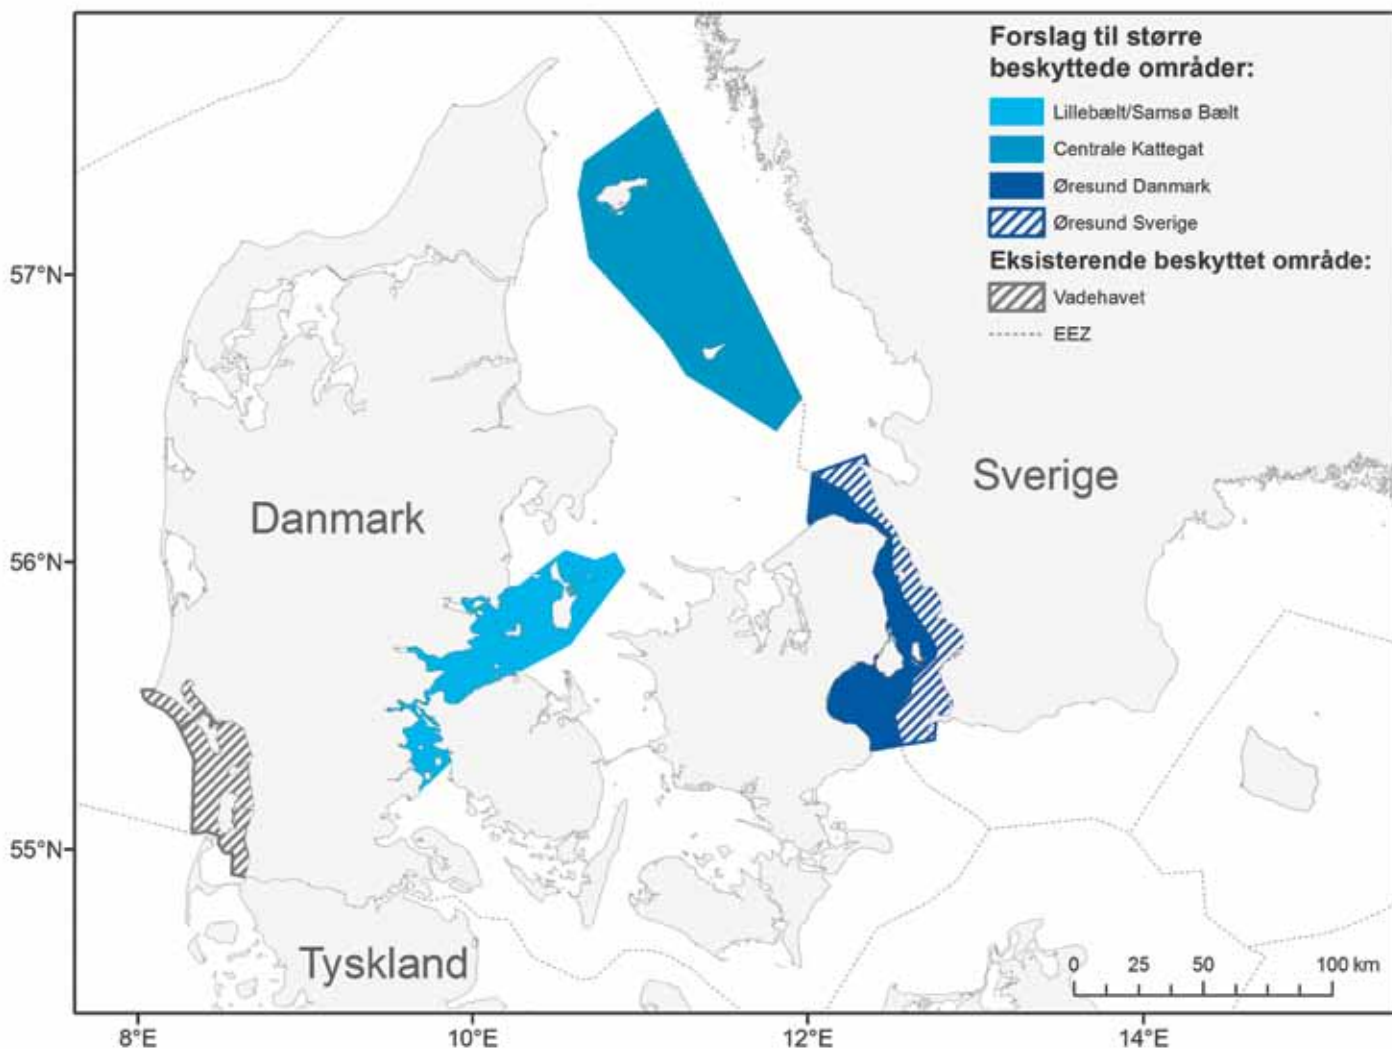 Forslag til større
beskyttede områder:
Lillebælt/Samsø Bælt
Centrale Kattegat
Øresund Danmark
Øresund Sverige
Eksisterende beskyttet område:
Vadehavet
EEZ
57°N
56°N
55°N
Danmark
Sverige
Tyskland
0 25 50 100 km
8°E 10°E 12°E 14°E